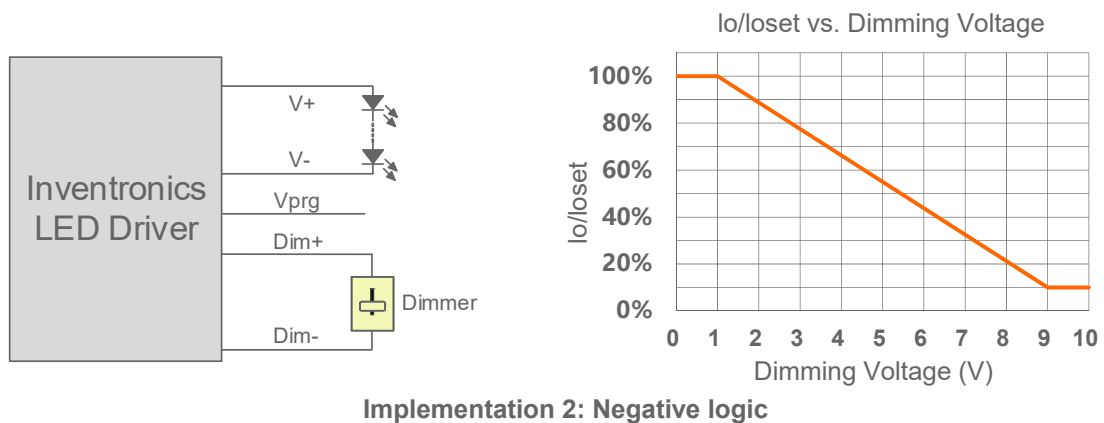 Inventronics
LED Driver
V+
V-
Vprg
Dim+
Dimmer
Dim-
Io/Ioset vs. Dimming Voltage
Io/Ioset
100%
80%
60%
40%
20%
0%
0 1 2 3 4 5 6 7 8 9 10
Dimming Voltage (V)
Implementation 2: Negative logic